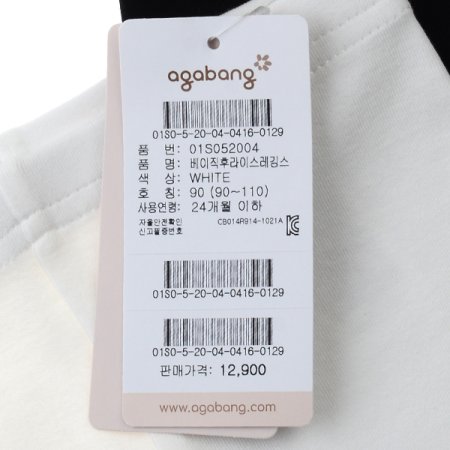 agabang
01S0-5-20-04-0416-0129
품 번: 01S052004
품 명: 베이직후라이스레깅스
색 상: WHITE
호 칭: 90 (90~110)
사용연령: 24개월 이하
자율안전확인
신고필증번호 CB014R914-1021A
01S0-5-20-04-0416-0129
01S0-5-20-04-0416-0129
판매가격: 12,900
www.agabang.com